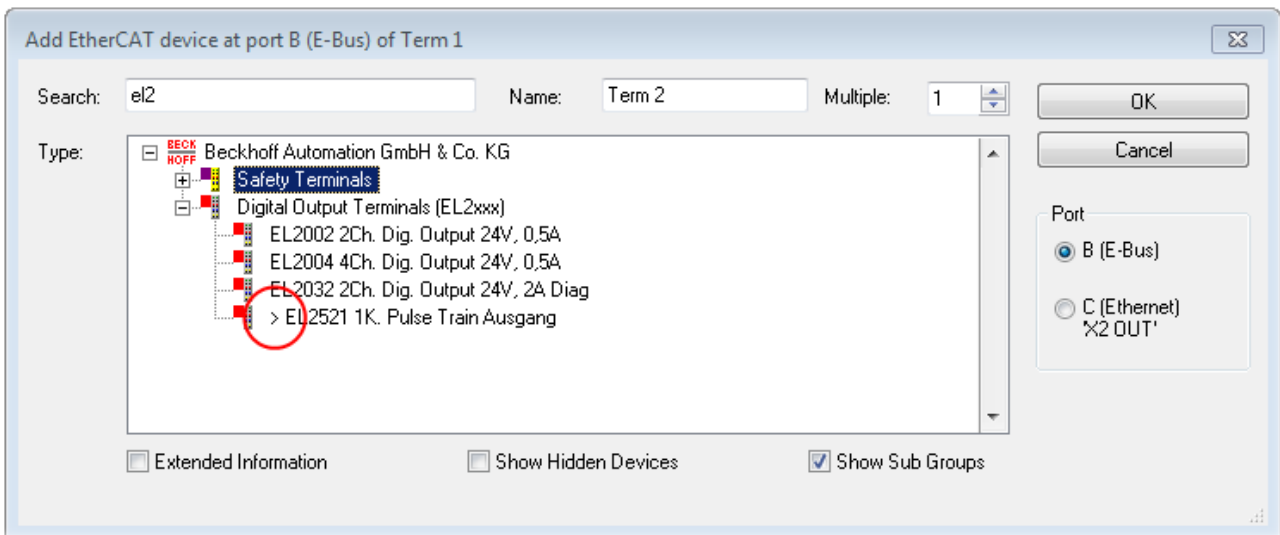 Add EtherCAT device at port B (E-Bus) of Term 1
Search: el2 Name: Term 2 Multiple: 1 OK
Type: BECKHOFF Beckhoff Automation GmbH & Co. KG Cancel
Safety Terminals
Digital Output Terminals (EL2xxx) Port
EL2002 2Ch. Dig. Output 24V, 0,5A
B (E-Bus)
EL2004 4Ch. Dig. Output 24V, 0,5A
EL2032 2Ch. Dig. Output 24V, 2A Diag
> EL2521 1K. Pulse Train Ausgang
C (Ethernet)
'X2 OUT'
Extended Information Show Hidden Devices Show Sub Groups